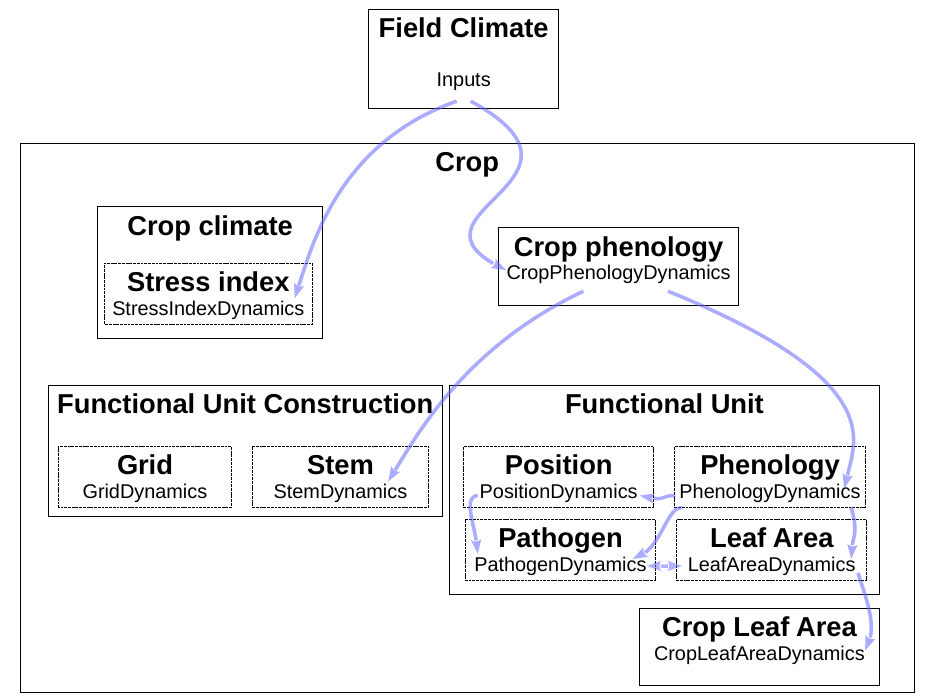 Field Climate
Inputs
Crop
Crop climate
Stress index
StressIndexDynamics
Crop phenology
CropPhenologyDynamics
Functional Unit Construction
Grid
GridDynamics
Stem
StemDynamics
Functional Unit
Position
PositionDynamics
Phenology
PhenologyDynamics
Pathogen
PathogenDynamics
Leaf Area
LeafAreaDynamics
Crop Leaf Area
CropLeafAreaDynamics